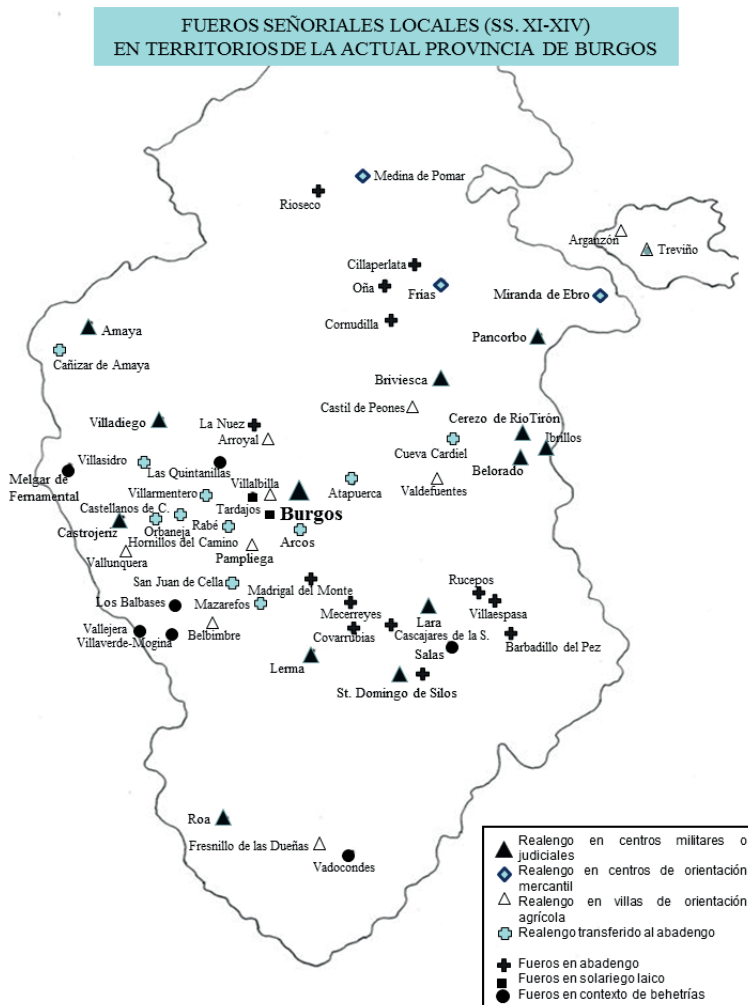 FUEROS SEÑORIALES LOCALES (SS. XI-XIV)
EN TERRITORIOS DE LA ACTUAL PROVINCIA DE BURGOS
Medina de Pomar
Rioseco
Arganzón
Treviño
Cillaperlata
Oña
Frías
Miranda de Ebro
Cornudilla
Amaya
Pancorbo
Cañizar de Amaya
Briviesca
Castil de Peones
Villadiego
La Nuez
Arroyal
Cerezo de RíoTirón
Ibrillos
Cueva Cardiel
Villasidro
Las Quintanillas
Belorado
Melgar de
Fernamental
Villalbilla
Atapuerca
Valdefuentes
Villarmentero
Tardajos
Burgos
Castellanos de C.
Castrojeriz
Orbaneja
Rabé
Arcos
Hornillos del Camino
Vallunquera
Pampliega
San Juan de Cella
Madrigal del Monte
Rucepos
Los Balbases
Mazarefos
Mecerreyes
Lara
Villaespasa
Vallejera
Villaverde-Mogina
Belbimbre
Covarrubias
Cascajares de la S.
Barbadillo del Pez
Salas
Lerma
St. Domingo de Silos
Roa
Fresnillo de las Dueñas
Vadocondes
Realengo en centros militares o
judiciales
Realengo en centros de orientación
mercantil
Realengo en villas de orientación
agrícola
Realengo transferido al abadengo
Fueros en abadengo
Fueros en solariego laico
Fueros en contexto de behetrías